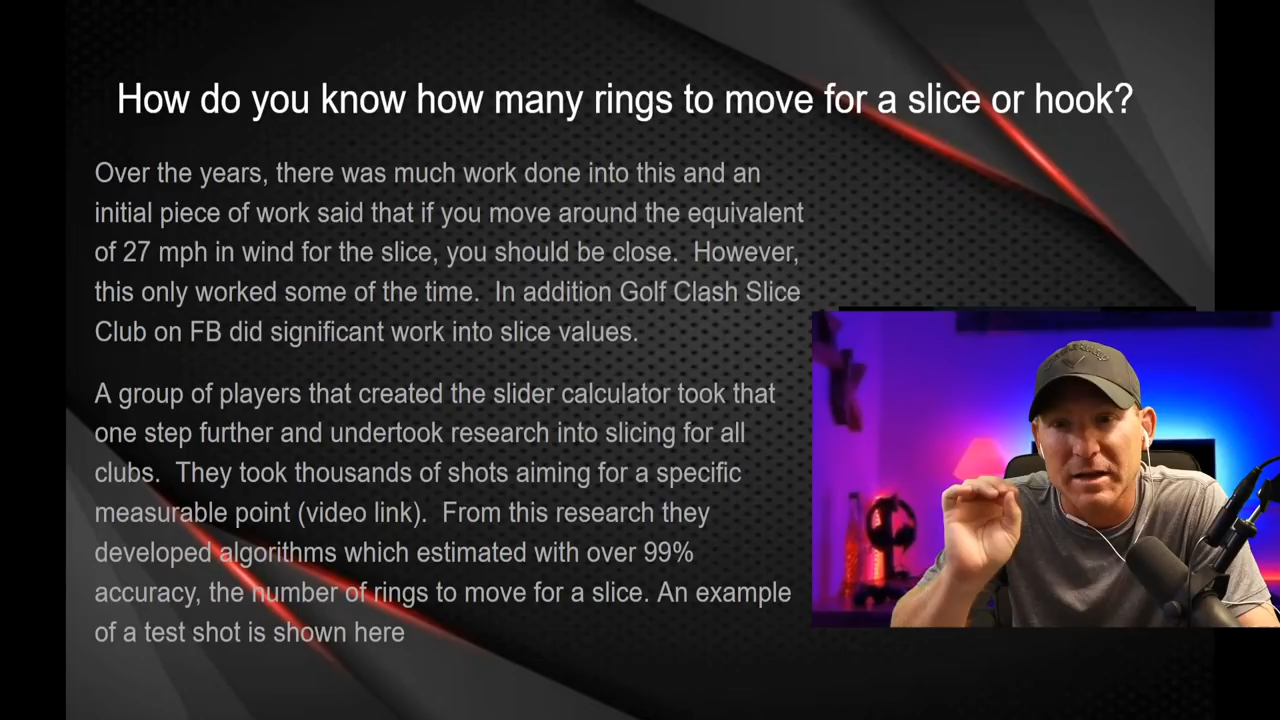 How do you know how many rings to move for a slice or hook?
Over the years, there was much work done into this and an
initial piece of work said that if you move around the equivalent
of 27 mph in wind for the slice, you should be close.  However,
this only worked some of the time.  In addition Golf Clash Slice
Club on FB did significant work into slice values.
A group of players that created the slider calculator took that
one step further and undertook research into slicing for all
clubs.  They took thousands of shots aiming for a specific
measurable point (video link).  From this research they
developed algorithms which estimated with over 99%
accuracy, the number of rings to move for a slice. An example
of a test shot is shown here